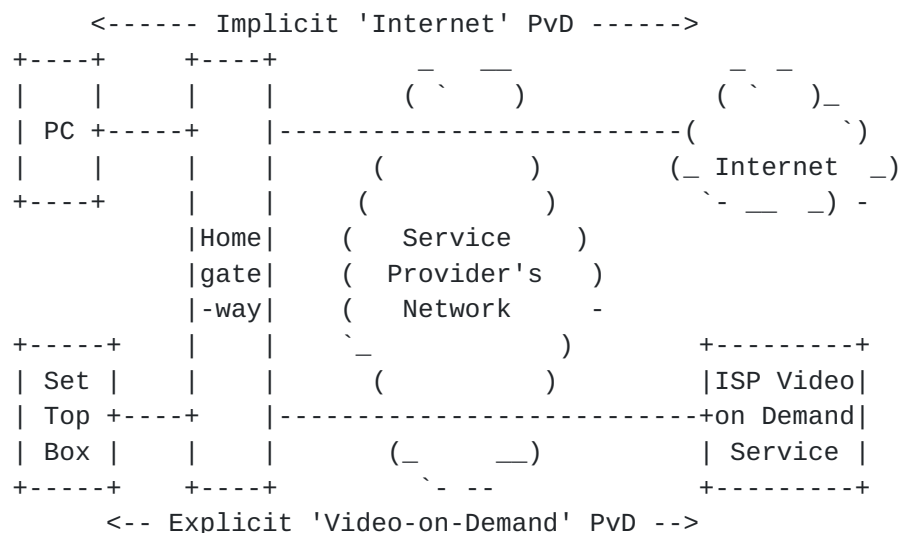 <------ Implicit 'Internet' PvD ------>
PC
Internet
Home
Service
gate
Provider's
-way
Network
Set
ISP Video
Top
on Demand
Box
Service
<-- Explicit 'Video-on-Demand' PvD -->